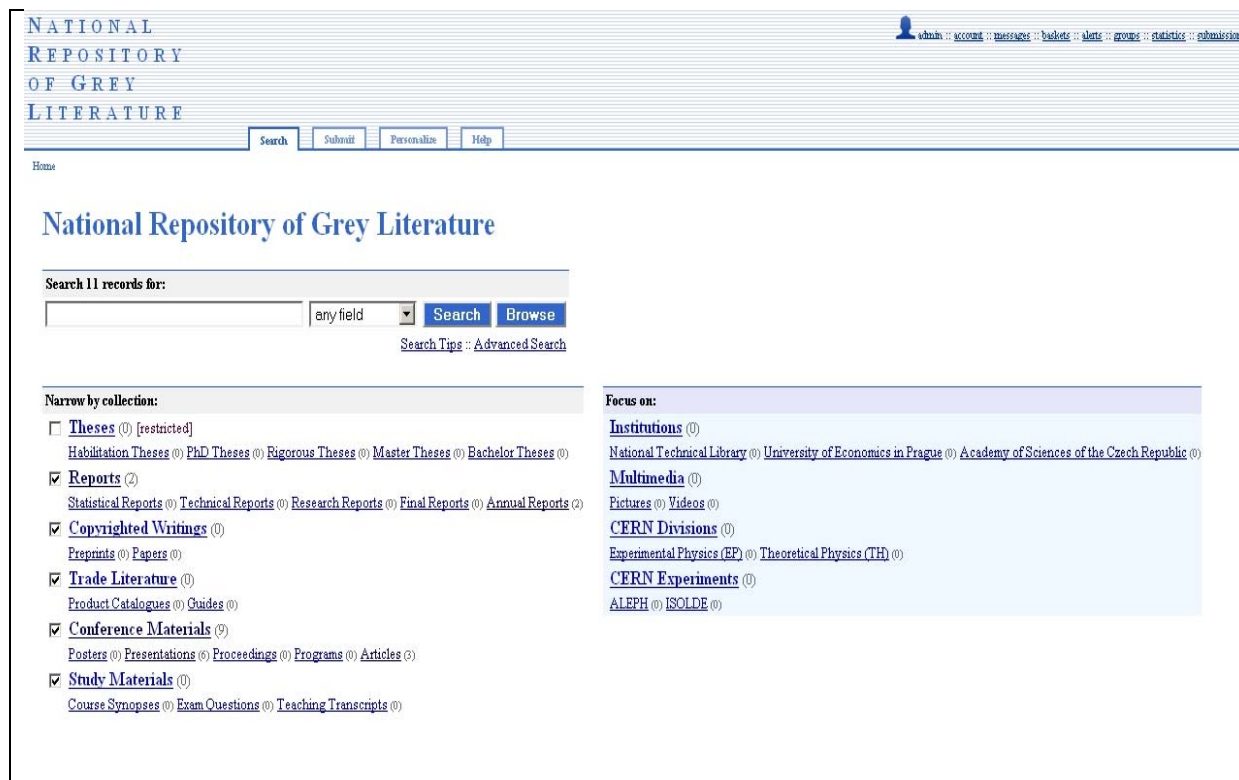 NATIONAL
REPOSITORY
OF GREY
LITERATURE
admin :: account :: messages :: baskets :: alerts :: groups :: statistics :: submission
Search Submit Personalize Help
Home
National Repository of Grey Literature
Search 11 records for:
any field Search Browse
Search Tips :: Advanced Search
Narrow by collection:
Theses (0) [restricted]
Habilitation Theses (0) PhD Theses (0) Rigorous Theses (0) Master Theses (0) Bachelor Theses (0)
Reports (2)
Statistical Reports (0) Technical Reports (0) Research Reports (0) Final Reports (0) Annual Reports (2)
Copyrighted Writings (0)
Preprints (0) Papers (0)
Trade Literature (0)
Product Catalogues (0) Guides (0)
Conference Materials (9)
Posters (0) Presentations (6) Proceedings (0) Programs (0) Articles (3)
Study Materials (0)
Course Synopses (0) Exam Questions (0) Teaching Transcripts (0)
Focus on:
Institutions (0)
National Technical Library (0) University of Economics in Prague (0) Academy of Sciences of the Czech Republic (0)
Multimedia (0)
Pictures (0) Videos (0)
CERN Divisions (0)
Experimental Physics (EP) (0) Theoretical Physics (TH) (0)
CERN Experiments (0)
ALEPH (0) ISOLDE (0)